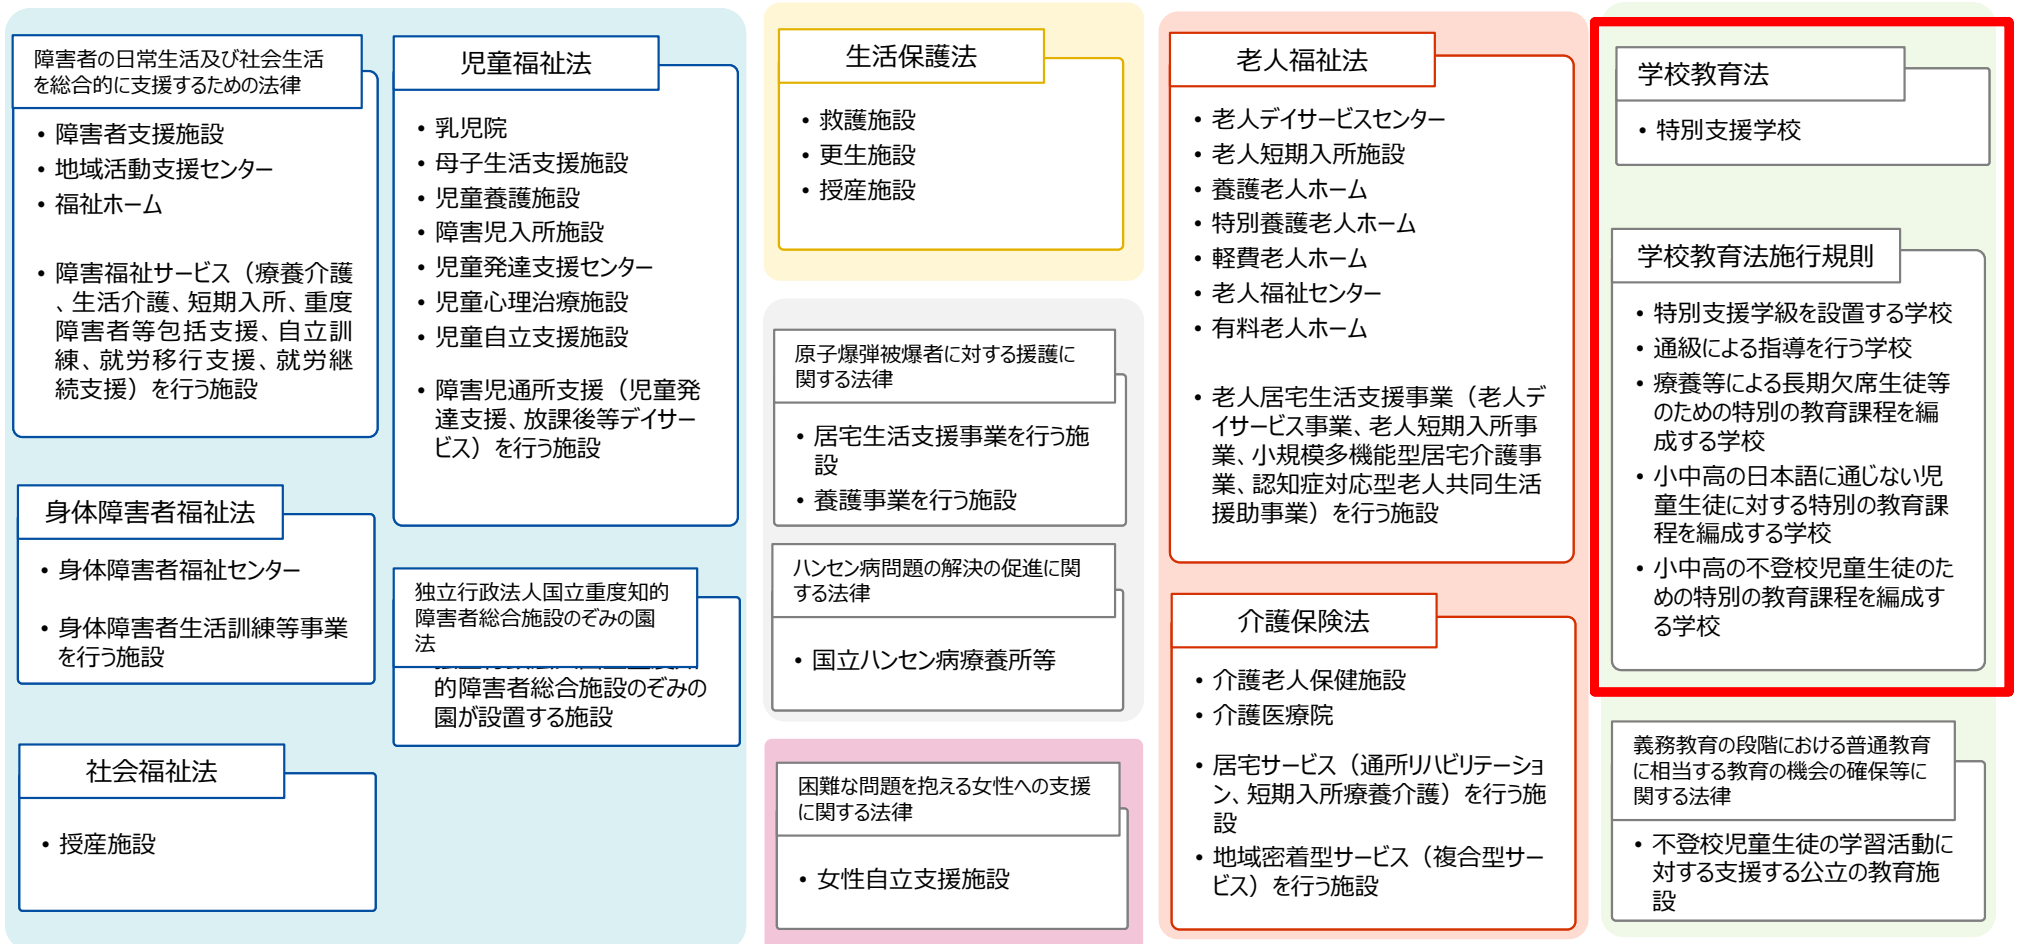 障害者の日常生活及び社会生活
を総合的に支援するための法律
• 障害者支援施設
• 地域活動支援センター
• 福祉ホーム
• 障害福祉サービス（療養介護
、生活介護、短期入所、重度
障害者等包括支援、自立訓
練、就労移行支援、就労継
続支援）を行う施設
身体障害者福祉法
• 身体障害者福祉センター
• 身体障害者生活訓練等事業
を行う施設
社会福祉法
• 授産施設
児童福祉法
• 乳児院
• 母子生活支援施設
• 児童養護施設
• 障害児入所施設
• 児童発達支援センター
• 児童心理治療施設
• 児童自立支援施設
• 障害児通所支援（児童発
達支援、放課後等デイサー
ビス）を行う施設
独立行政法人国立重度知的
障害者総合施設のぞみの園
法
的障害者総合施設のぞみの
園が設置する施設
生活保護法
• 救護施設
• 更生施設
• 授産施設
原子爆弾被爆者に対する援護に
関する法律
• 居宅生活支援事業を行う施
設
• 養護事業を行う施設
ハンセン病問題の解決の促進に関
する法律
• 国立ハンセン病療養所等
困難な問題を抱える女性への支援
に関する法律
• 女性自立支援施設
老人福祉法
• 老人デイサービスセンター
• 老人短期入所施設
• 養護老人ホーム
• 特別養護老人ホーム
• 軽費老人ホーム
• 老人福祉センター
• 有料老人ホーム
• 老人居宅生活支援事業（老人デ
イサービス事業、老人短期入所事
業、小規模多機能型居宅介護事
業、認知症対応型老人共同生活
援助事業）を行う施設
介護保険法
• 介護老人保健施設
• 介護医療院
• 居宅サービス（通所リハビリテーショ
ン、短期入所療養介護）を行う施
設
• 地域密着型サービス（複合型サー
ビス）を行う施設
学校教育法
• 特別支援学校
学校教育法施行規則
• 特別支援学級を設置する学校
• 通級による指導を行う学校
• 療養等による長期欠席生徒等
のための特別の教育課程を編
成する学校
• 小中高の日本語に通じない児
童生徒に対する特別の教育課
程を編成する学校
• 小中高の不登校児童生徒のた
めの特別の教育課程を編成す
る学校
義務教育の段階における普通教育
に相当する教育の機会の確保等に
関する法律
• 不登校児童生徒の学習活動に
対する支援する公立の教育施
設